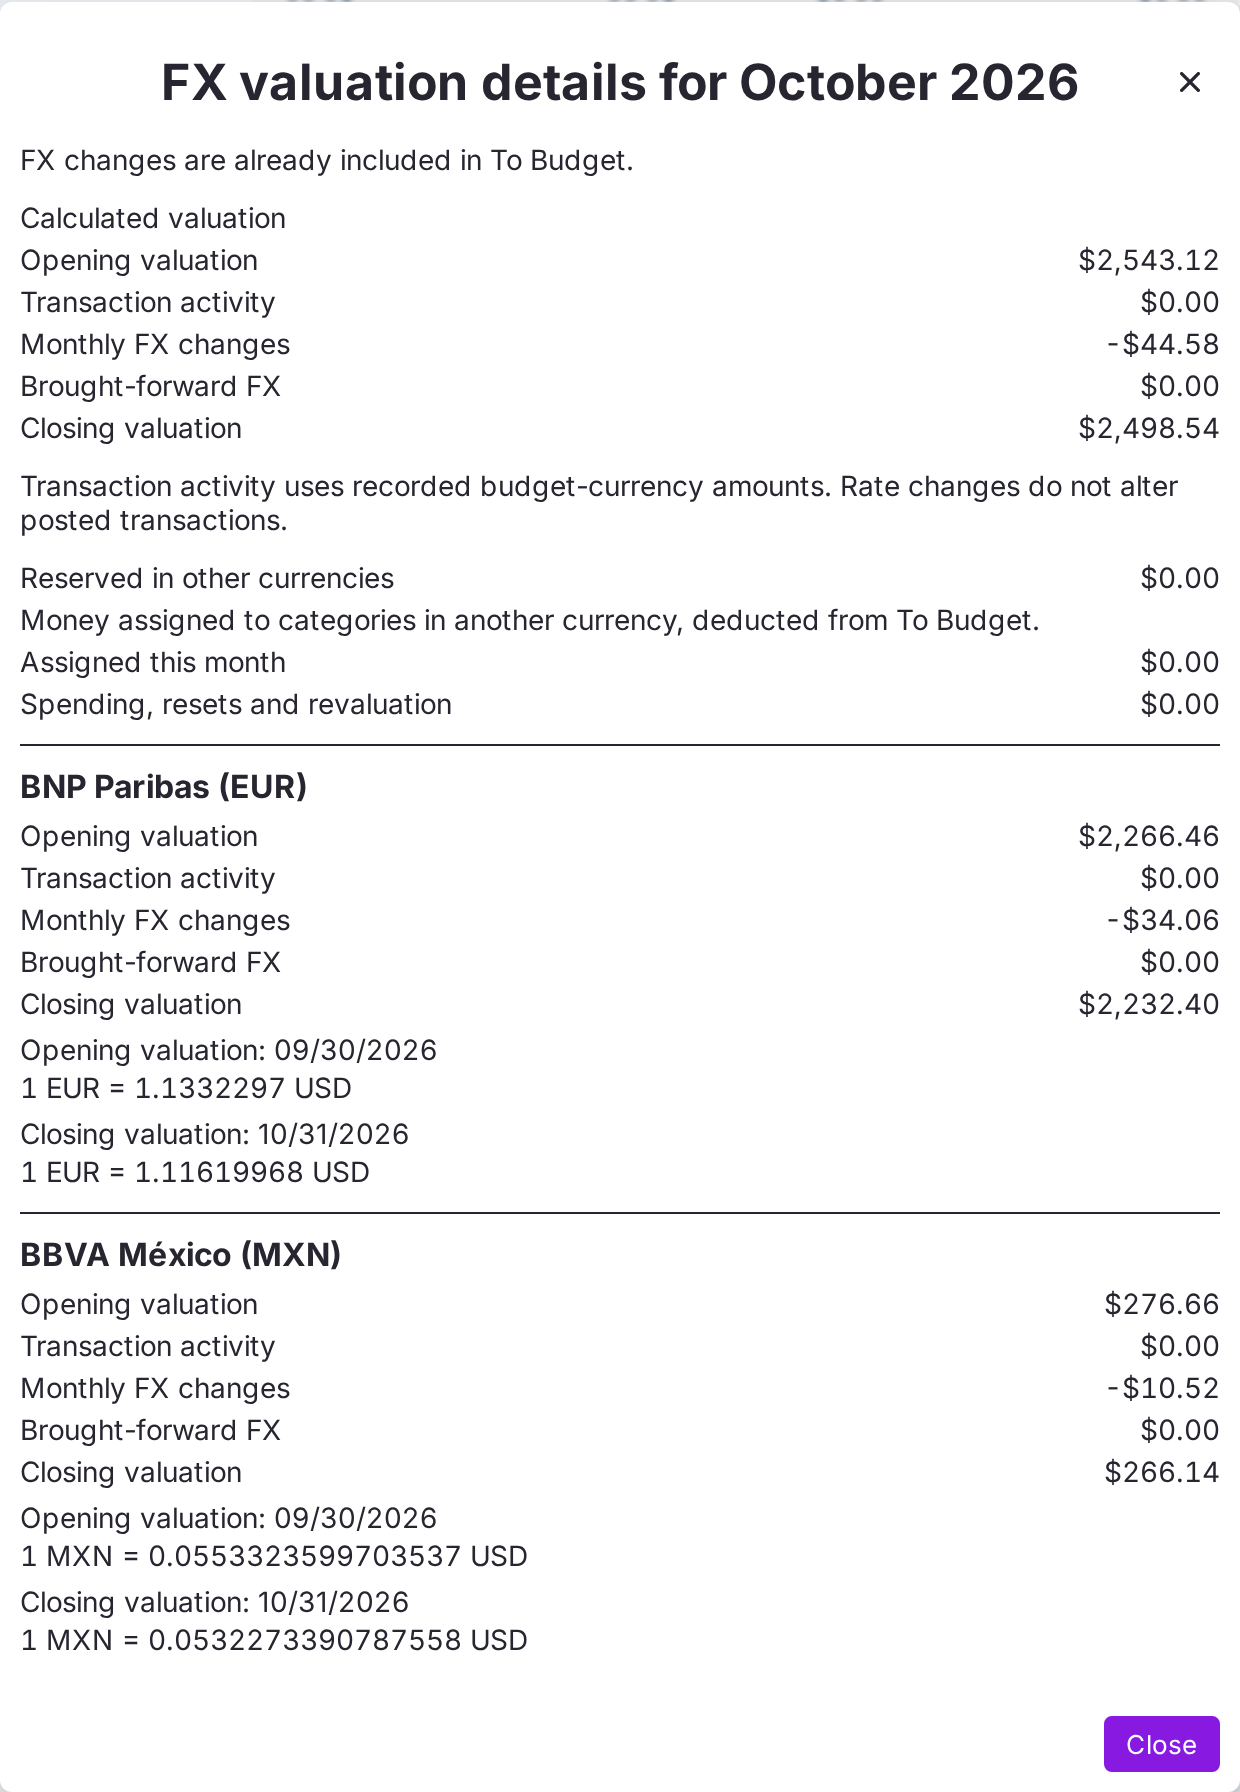 FX valuation details for October 2026
FX changes are already included in To Budget.
Calculated valuation
Opening valuation $2,543.12
Transaction activity $0.00
Monthly FX changes -$44.58
Brought-forward FX $0.00
Closing valuation $2,498.54
Transaction activity uses recorded budget-currency amounts. Rate changes do not alter
posted transactions.
Reserved in other currencies $0.00
Money assigned to categories in another currency, deducted from To Budget.
Assigned this month $0.00
Spending, resets and revaluation $0.00
BNP Paribas (EUR)
Opening valuation $2,266.46
Transaction activity $0.00
Monthly FX changes -$34.06
Brought-forward FX $0.00
Closing valuation $2,232.40
Opening valuation: 09/30/2026
1 EUR = 1.1332297 USD
Closing valuation: 10/31/2026
1 EUR = 1.11619968 USD
BBVA México (MXN)
Opening valuation $276.66
Transaction activity $0.00
Monthly FX changes -$10.52
Brought-forward FX $0.00
Closing valuation $266.14
Opening valuation: 09/30/2026
1 MXN = 0.0553323599703537 USD
Closing valuation: 10/31/2026
1 MXN = 0.0532273390787558 USD
Close